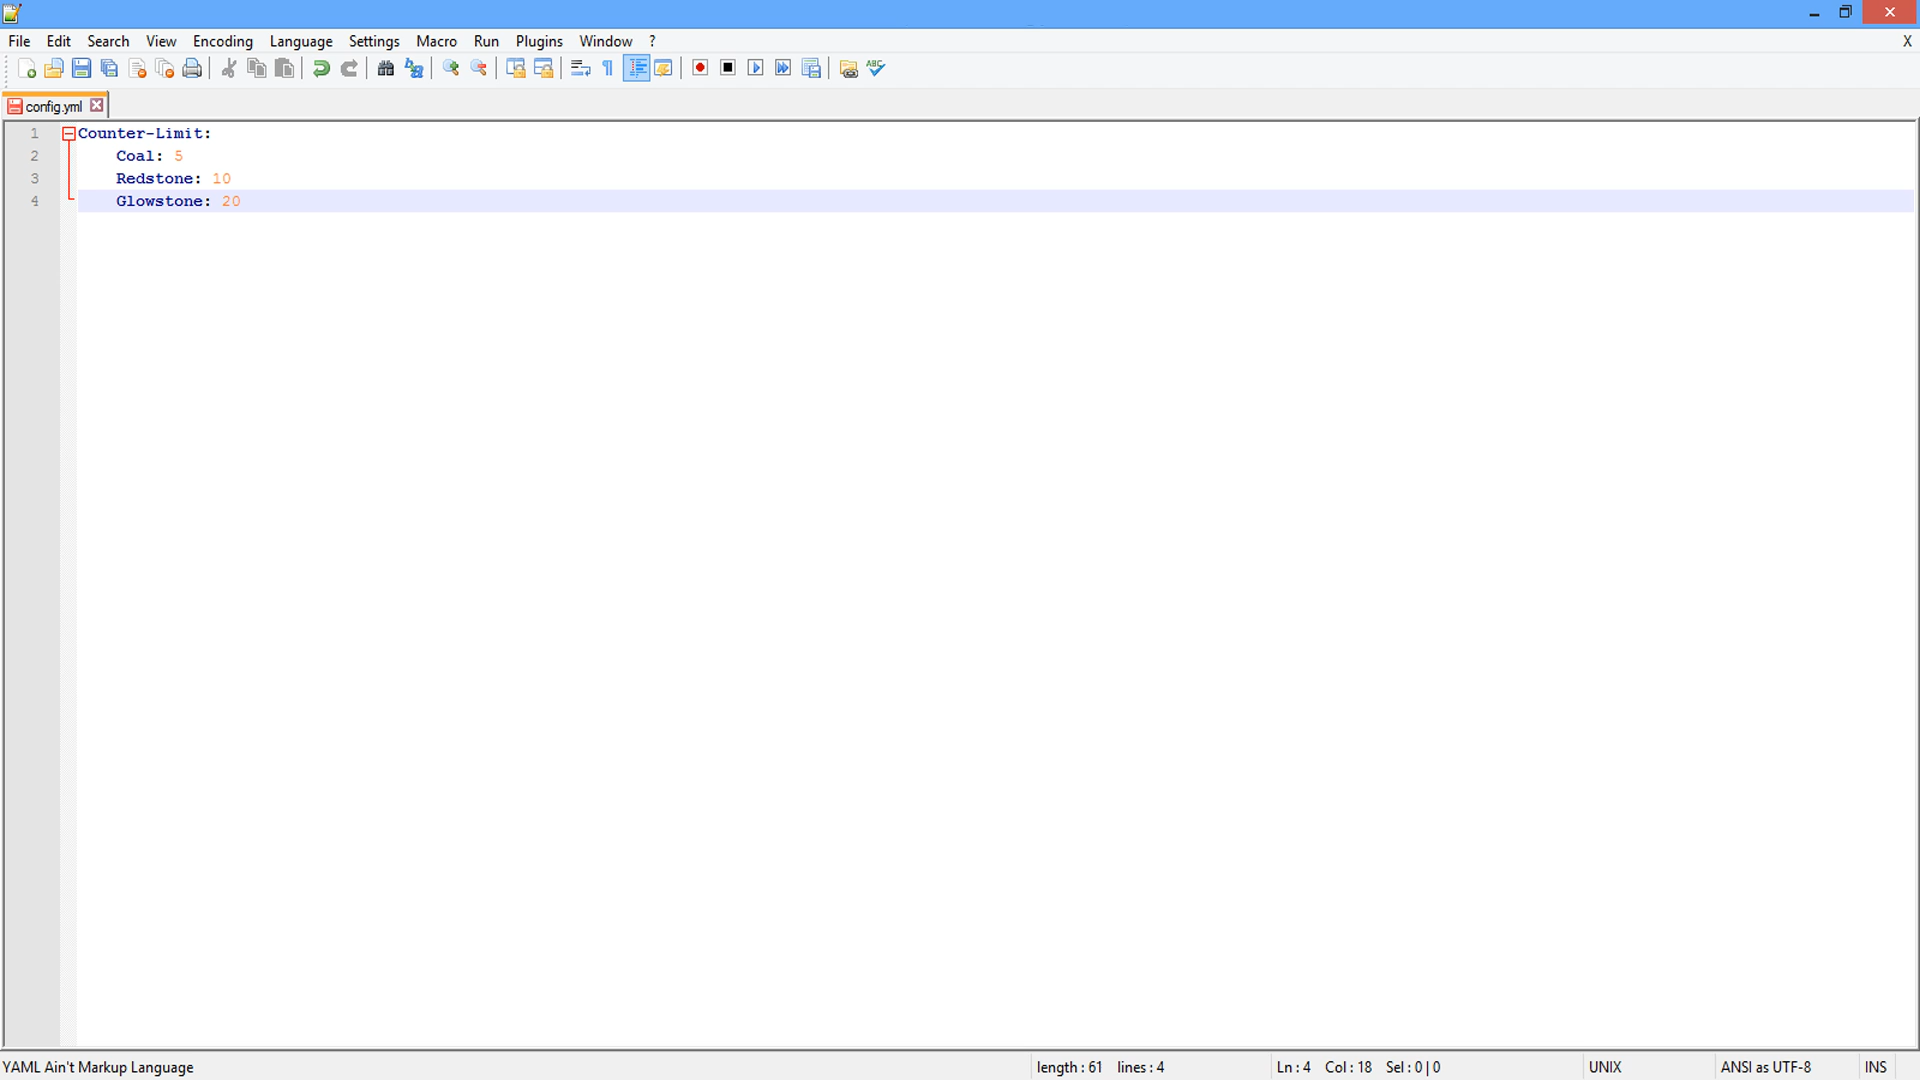 File Edit Search View Encoding Language Settings Macro Run Plugins Window ? X
ABC
config.yml
1 Counter-Limit:
2 Coal: 5
3 Redstone: 10
4 Glowstone: 20
YAML Ain't Markup Language length : 61 lines : 4 Ln : 4 Col : 18 Sel : 0 | 0 UNIX ANSI as UTF-8 INS